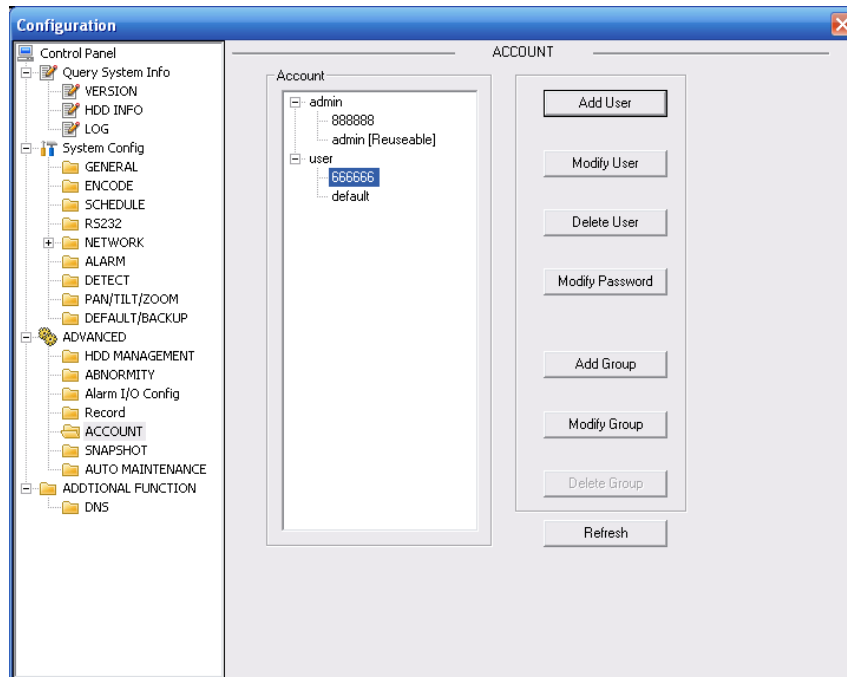 Configuration
Control Panel
Query System Info
VERSION
HDD INFO
LOG
System Config
GENERAL
ENCODE
SCHEDULE
RS232
NETWORK
ALARM
DETECT
PAN/TILT/ZOOM
DEFAULT/BACKUP
ADVANCED
HDD MANAGEMENT
ABNORMITY
Alarm I/O Config
Record
ACCOUNT
SNAPSHOT
AUTO MAINTENANCE
ADDTIONAL FUNCTION
DNS
ACCOUNT
Account
admin
888888
admin [Reuseable]
user
666666
default
Add User
Modify User
Delete User
Modify Password
Add Group
Modify Group
Delete Group
Refresh